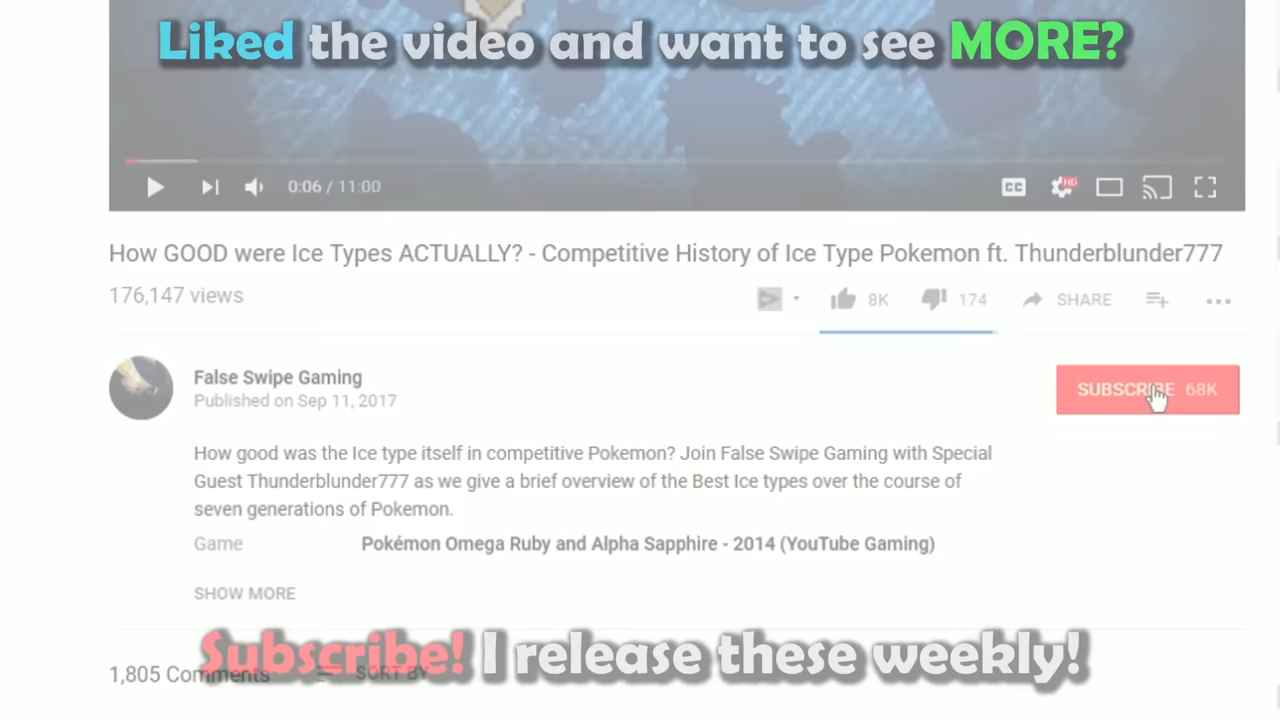 Liked the video and want to see MORE?
0:06 / 11:00
CC
HD
How GOOD were Ice Types ACTUALLY? - Competitive History of Ice Type Pokemon ft. Thunderblunder777
176,147 views
8K
174
SHARE
False Swipe Gaming
SUBSCRIBE 68K
Published on Sep 11, 2017
How good was the Ice type itself in competitive Pokemon? Join False Swipe Gaming with Special
Guest Thunderblunder777 as we give a brief overview of the Best Ice types over the course of
seven generations of Pokemon.
Game Pokémon Omega Ruby and Alpha Sapphire - 2014 (YouTube Gaming)
SHOW MORE
Subscribe! I release these weekly!
1,805 Comments SORT BY